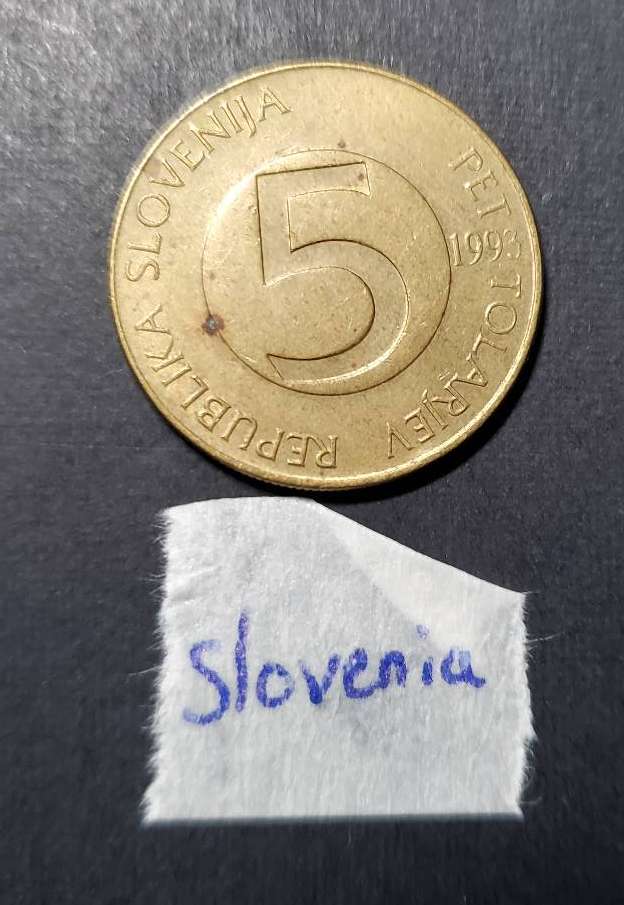 REPUBLIKA SLOVENIJA
PET TOLARJEV
1993
5
Slovenia